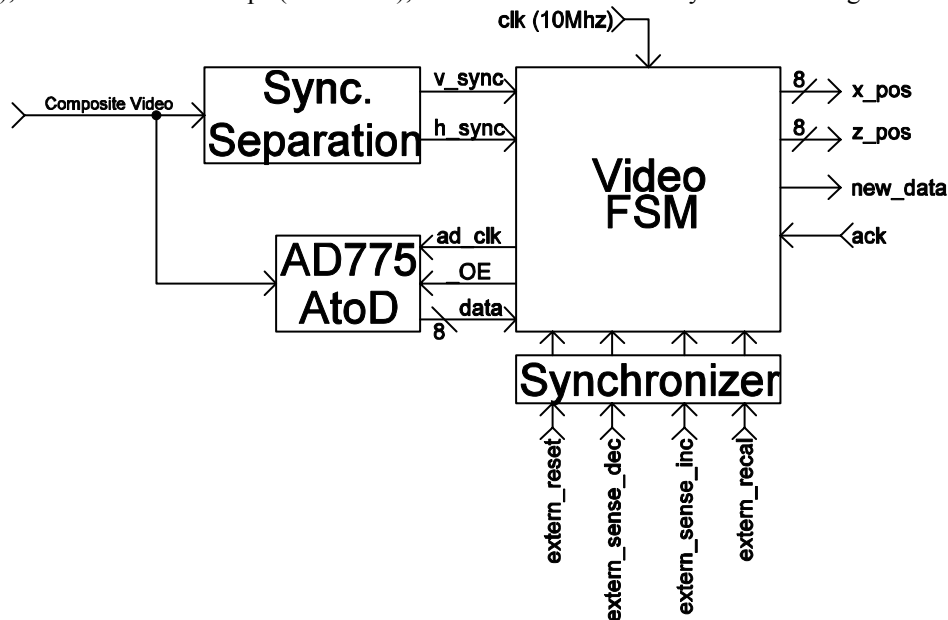 clk (10Mhz)
Composite Video
Sync.
Separation
v_sync
h_sync
Video
FSM
8
x_pos
8
z_pos
new_data
ack
AD775
AtoD
ad_clk
_OE
data
8
Synchronizer
extern_reset
extern_sense_dec
extern_sense_inc
extern_recal